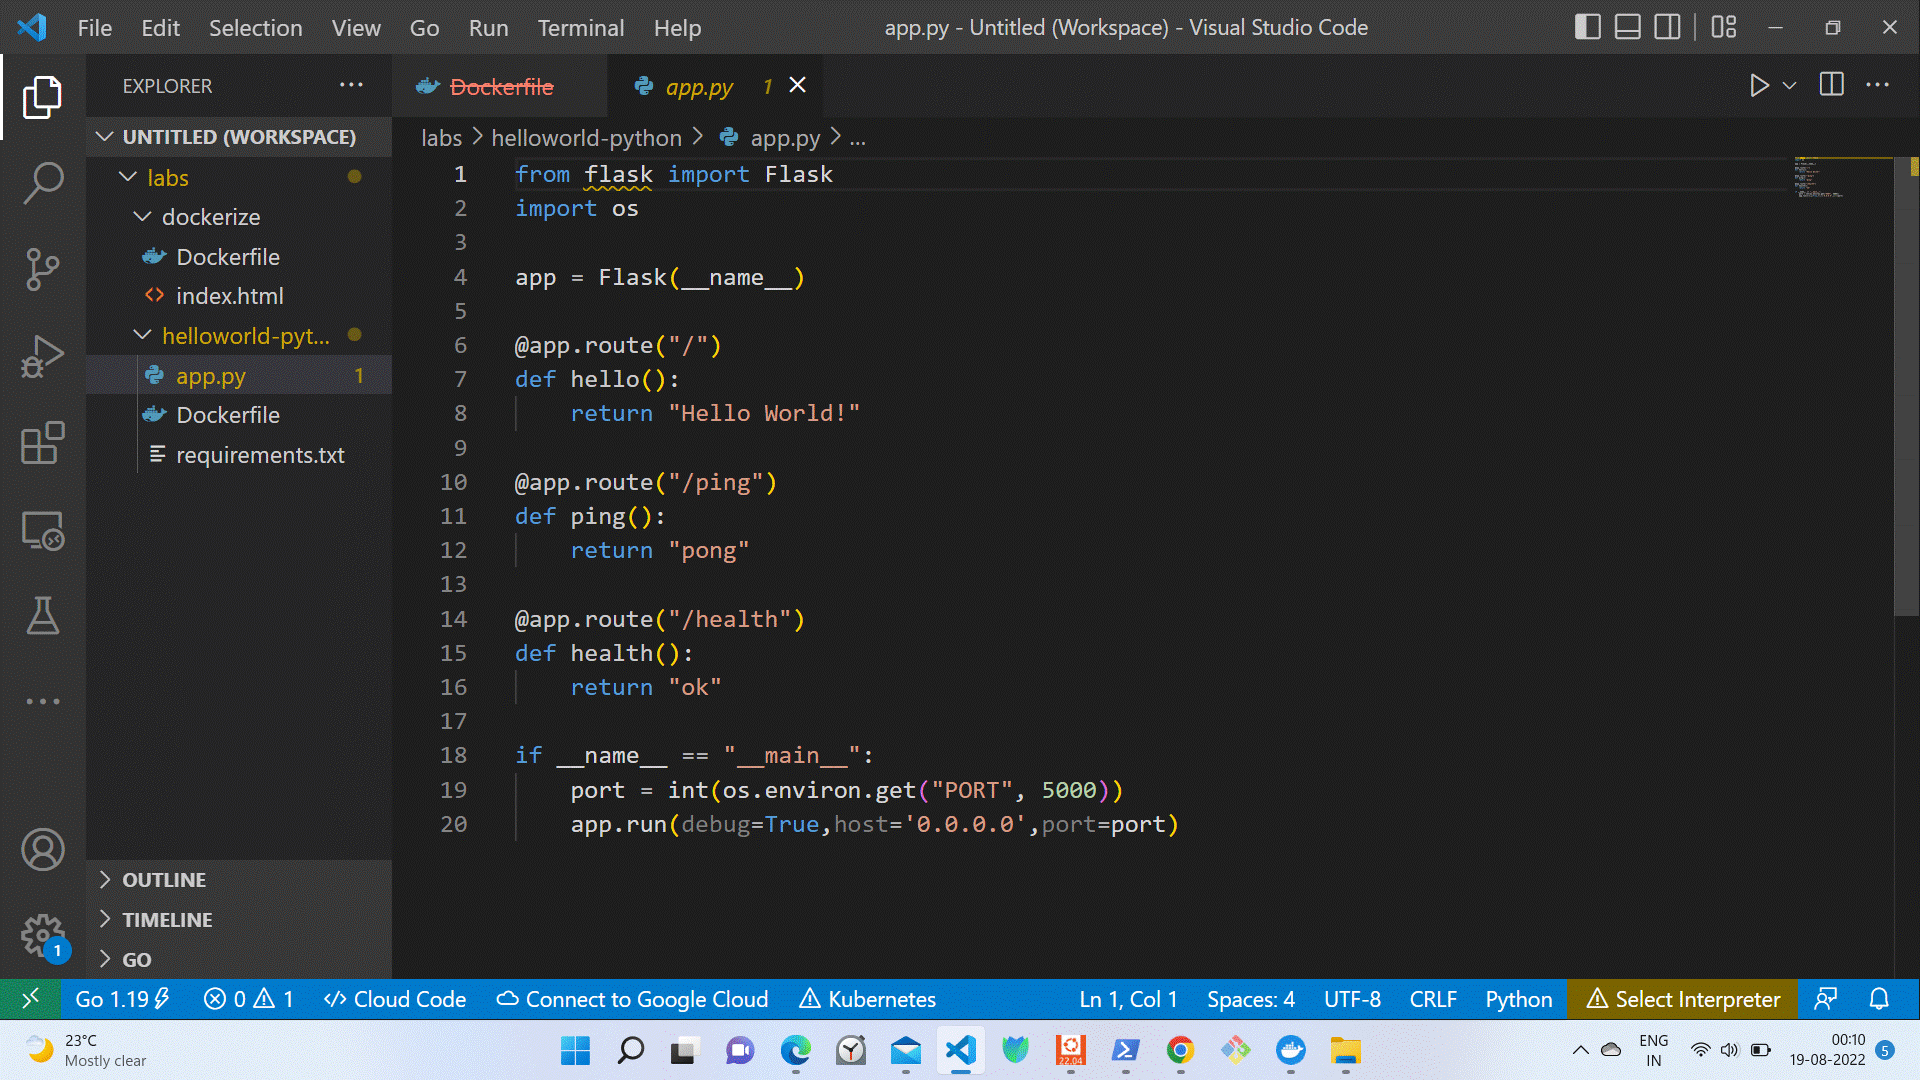 File Edit Selection View Go Run Terminal Help
app.py - Untitled (Workspace) - Visual Studio Code
EXPLORER
Dockerfile
app.py 1
UNTITLED (WORKSPACE)
labs
dockerize
Dockerfile
index.html
helloworld-pyt...
app.py 1
Dockerfile
requirements.txt
OUTLINE
TIMELINE
GO
1
labs > helloworld-python > app.py > ...
1 from flask import Flask
2 import os
3
4 app = Flask(__name__)
5
6 @app.route("/")
7 def hello():
8 return "Hello World!"
9
10 @app.route("/ping")
11 def ping():
12 return "pong"
13
14 @app.route("/health")
15 def health():
16 return "ok"
17
18 if __name__ == "__main__":
19 port = int(os.environ.get("PORT", 5000))
20 app.run(debug=True,host='0.0.0.0',port=port)
Go 1.19 0 1 Cloud Code Connect to Google Cloud Kubernetes Ln 1, Col 1 Spaces: 4 UTF-8 CRLF Python Select Interpreter
23°C
Mostly clear
22.04
ENG
IN
00:10
19-08-2022
5